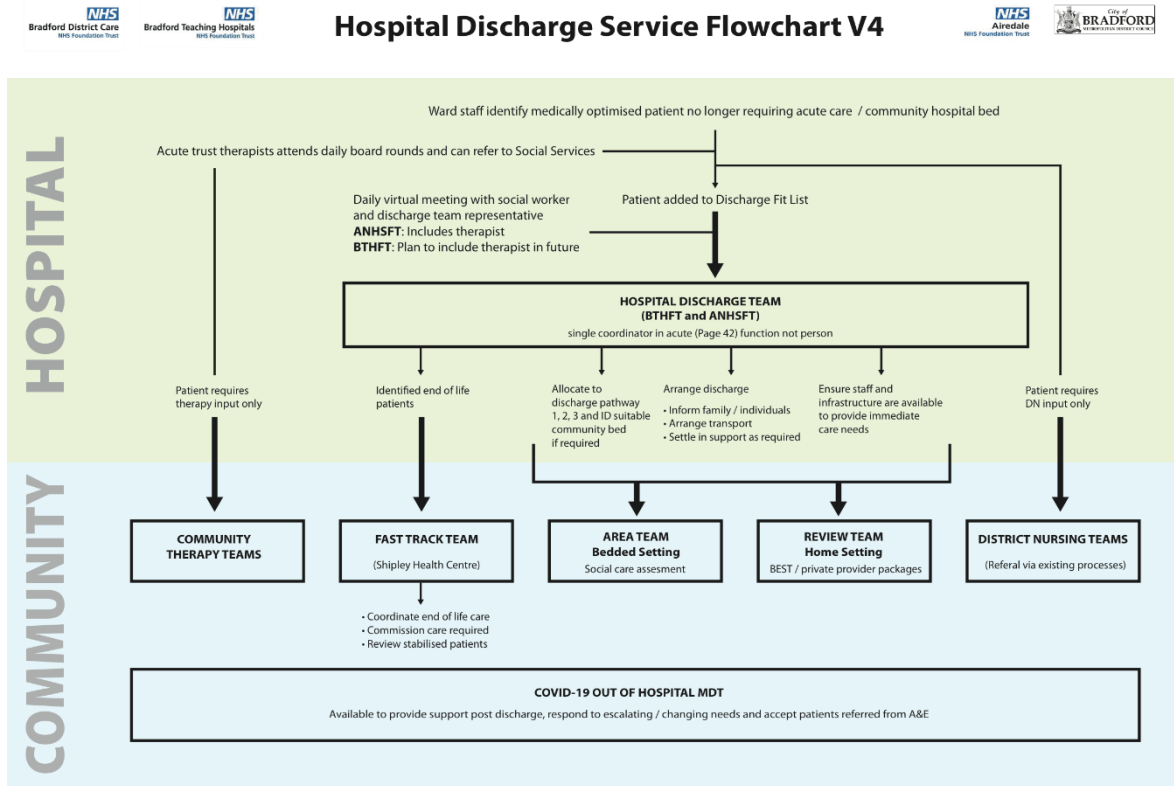 NHS
Bradford District Care
NHS Foundation Trust
NHS
Bradford Teaching Hospitals
NHS Foundation Trust
Hospital Discharge Service Flowchart V4
NHS
Airedale
NHS Foundation Trust
City of
BRADFORD
METROPOLITAN DISTRICT COUNCIL
HOSPITAL
Ward staff identify medically optimised patient no longer requiring acute care / community hospital bed
Acute trust therapists attends daily board rounds and can refer to Social Services
Daily virtual meeting with social worker
and discharge team representative
ANHSFT: Includes therapist
BTHFT: Plan to include therapist in future
Patient added to Discharge Fit List
HOSPITAL DISCHARGE TEAM
(BTHFT and ANHSFT)
single coordinator in acute (Page 42) function not person
Patient requires
therapy input only
Identified end of life
patients
Allocate to
discharge pathway
1, 2, 3 and ID suitable
community bed
if required
Arrange discharge
• Inform family / individuals
• Arrange transport
• Settle in support as required
Ensure staff and
infrastructure are available
to provide immediate
care needs
Patient requires
DN input only
COMMUNITY
COMMUNITY
THERAPY TEAMS
FAST TRACK TEAM
(Shipley Health Centre)
AREA TEAM
Bedded Setting
Social care assesment
REVIEW TEAM
Home Setting
BEST / private provider packages
DISTRICT NURSING TEAMS
(Referal via existing processes)
• Coordinate end of life care
• Commission care required
• Review stabilised patients
COVID-19 OUT OF HOSPITAL MDT
Available to provide support post discharge, respond to escalating / changing needs and accept patients referred from A&E